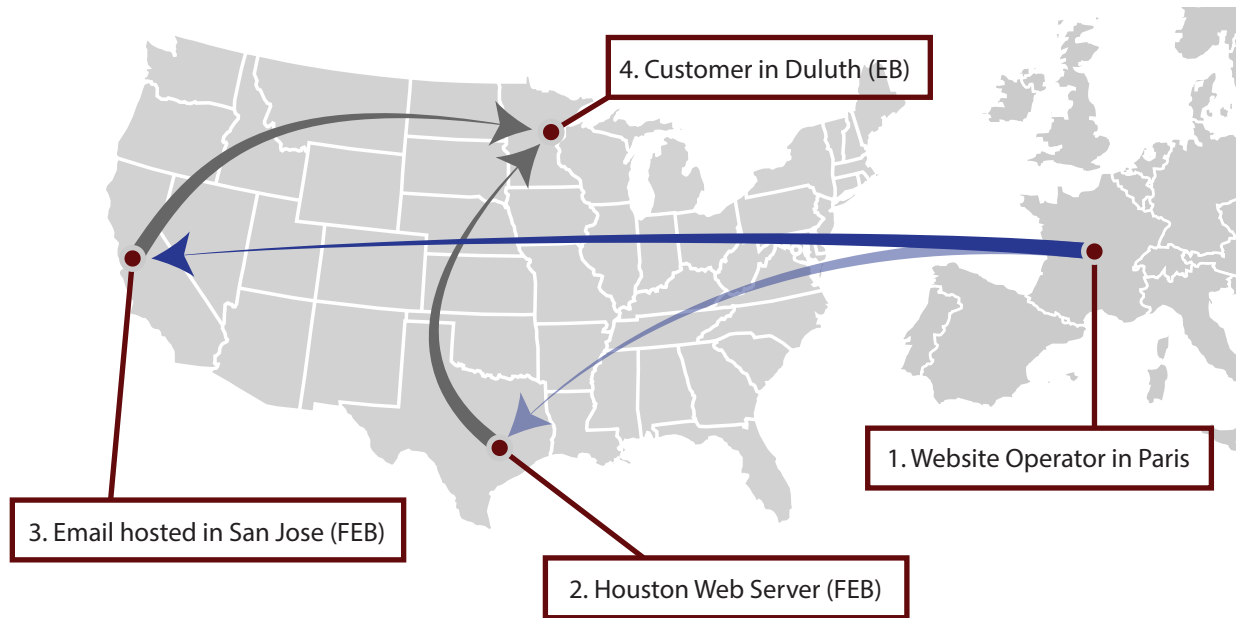 4. Customer in Duluth (EB)
1. Website Operator in Paris
3. Email hosted in San Jose (FEB)
2. Houston Web Server (FEB)